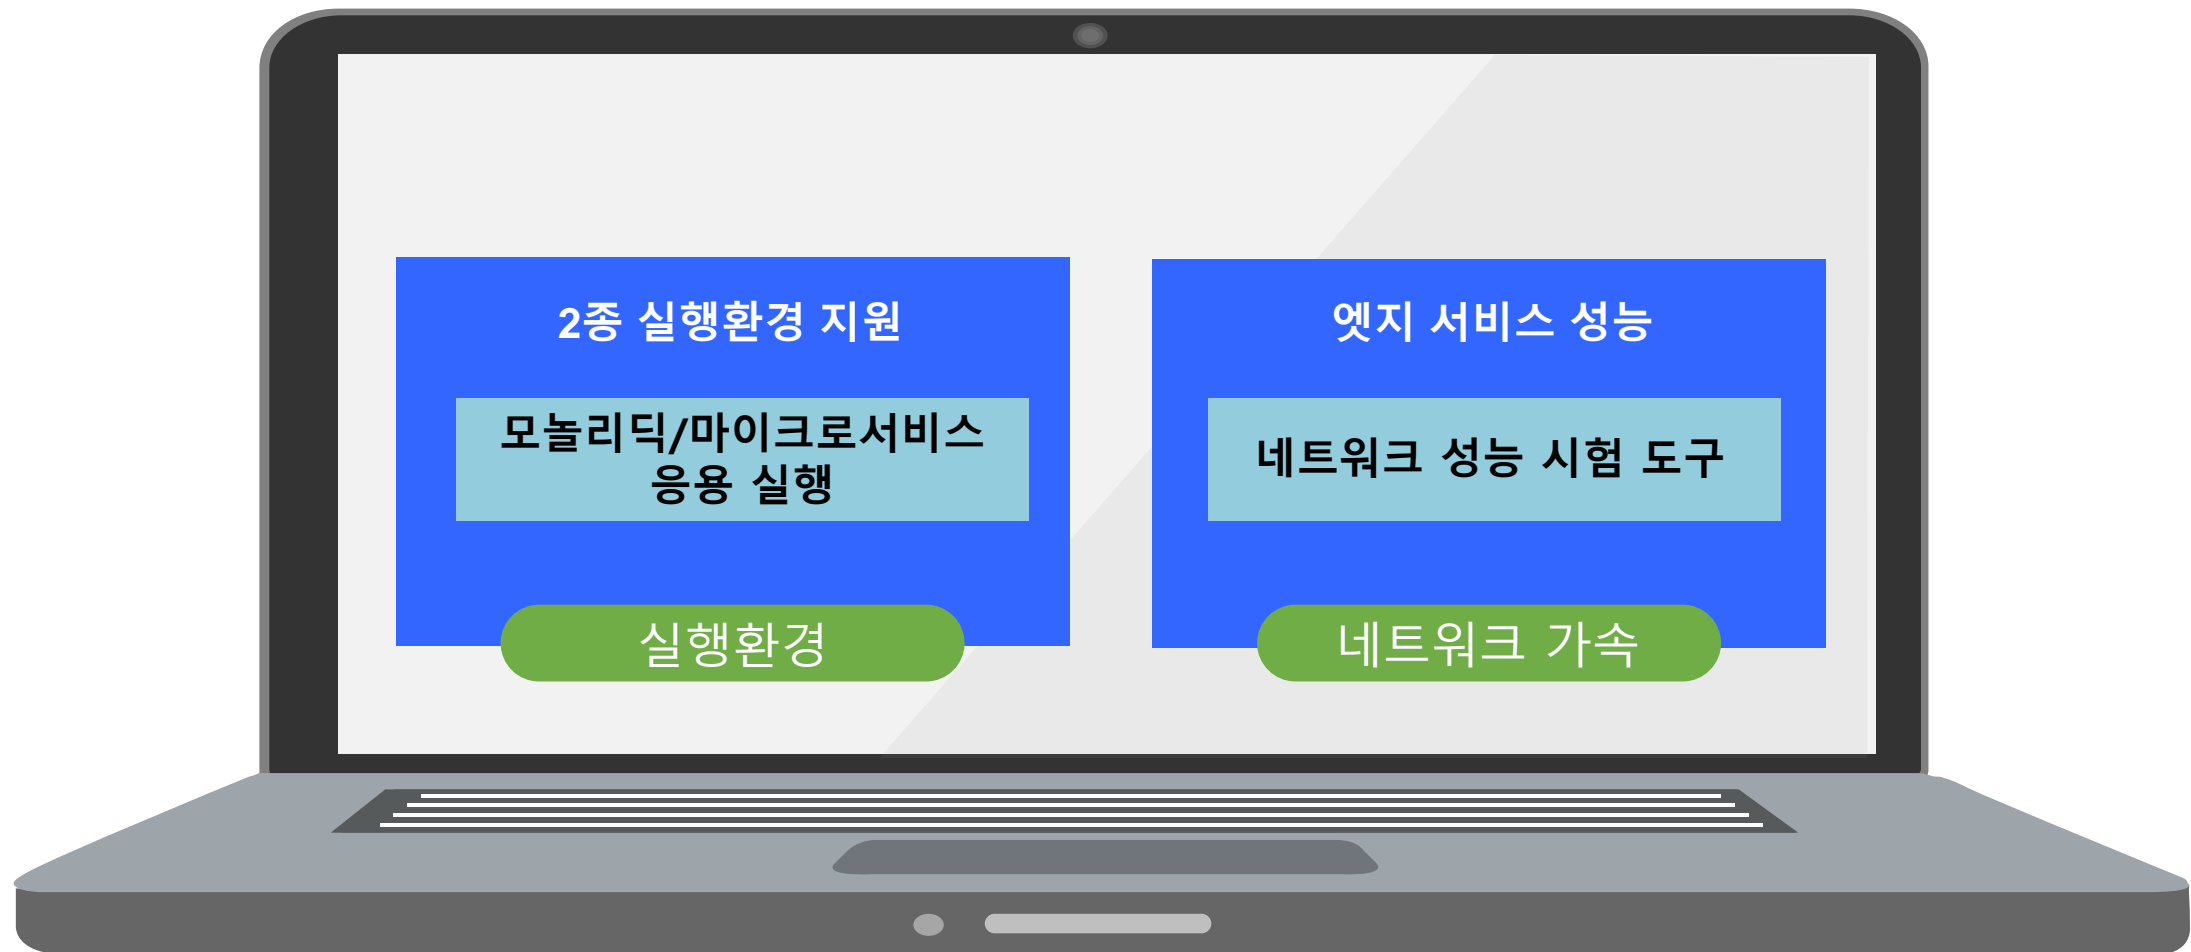 2종 실행환경 지원
모놀리딕/마이크로서비스
응용 실행
실행환경
엣지 서비스 성능
네트워크 성능 시험 도구
네트워크 가속